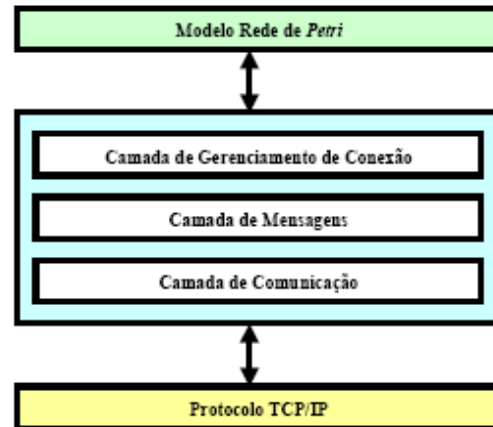 Modelo Rede de Petri
Camada de Gerenciamento de Conexão
Camada de Mensagens
Camada de Comunicação
Protocolo TCP/IP